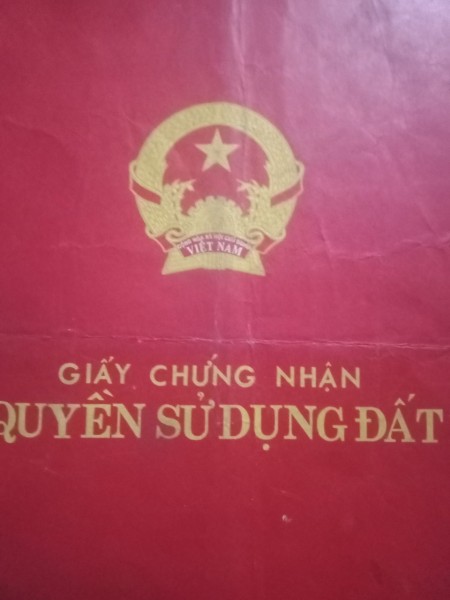 VIỆT NAM
GIẤY CHỨNG NHẬN
QUYỀN SỬ DỤNG ĐẤT